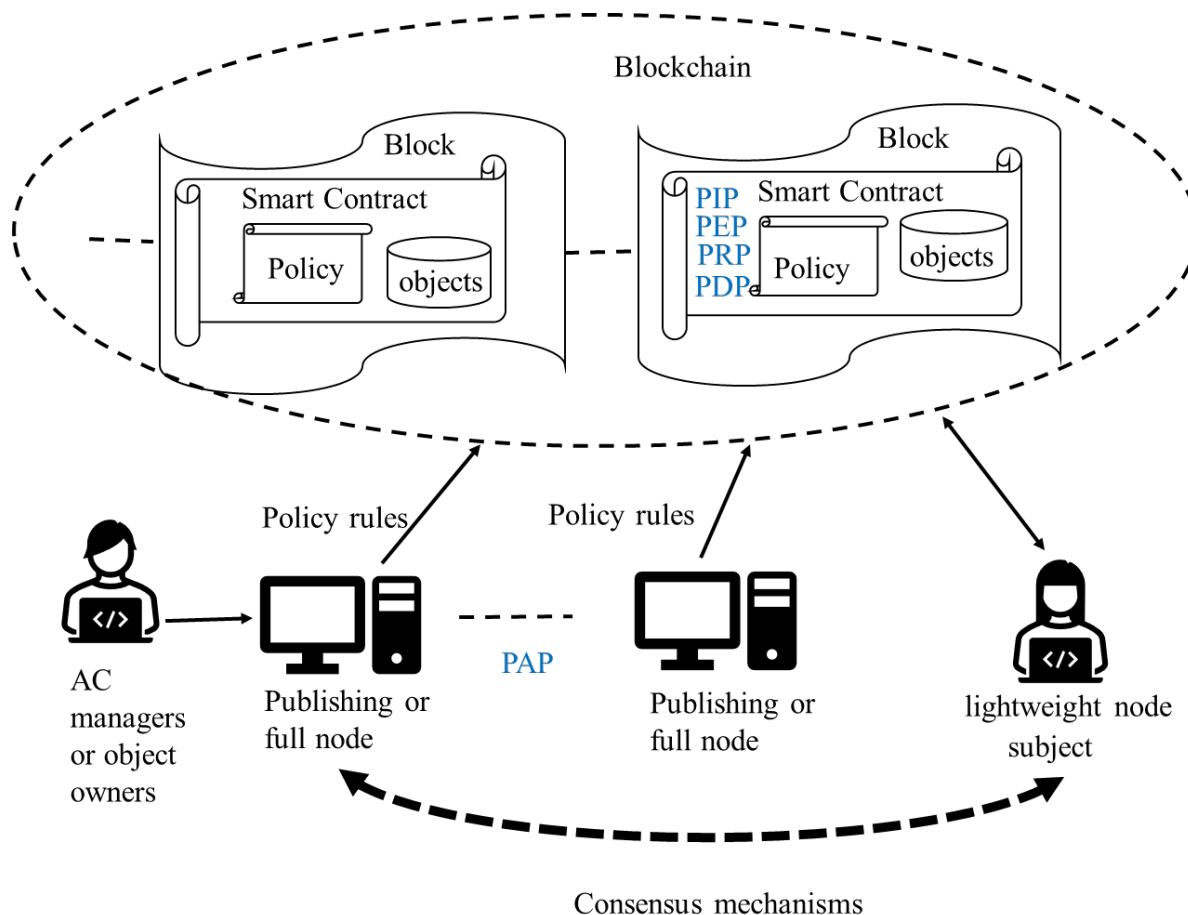 Blockchain
Block
Smart Contract
Policy
objects
Block
PIP
Smart Contract
PEP
PRP
PDP
Policy
objects
Policy rules
Policy rules
</>
AC
managers
or object
owners
Publishing or
full node
PAP
Publishing or
full node
</>
lightweight node
subject
Consensus mechanisms